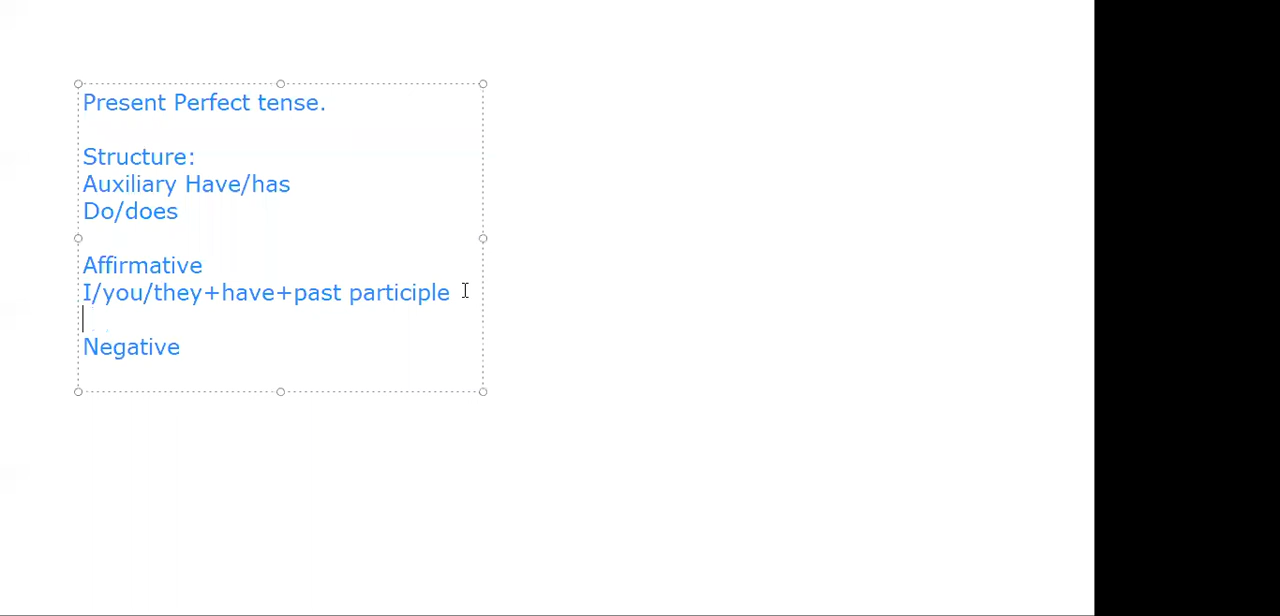 Present Perfect tense.
Structure:
Auxiliary Have/has
Do/does
Affirmative
I/you/they+have+past participle
Negative